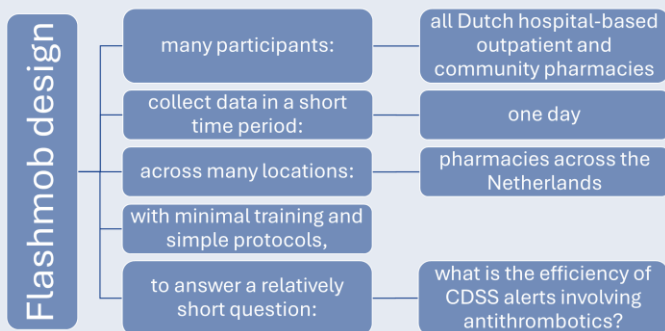 Flashmob design
many participants:
all Dutch hospital-based
outpatient and
community pharmacies
collect data in a short
time period:
one day
across many locations:
pharmacies across the
Netherlands
with minimal training and
simple protocols,
to answer a relatively
short question:
what is the efficiency of
CDSS alerts involving
antithrombotics?